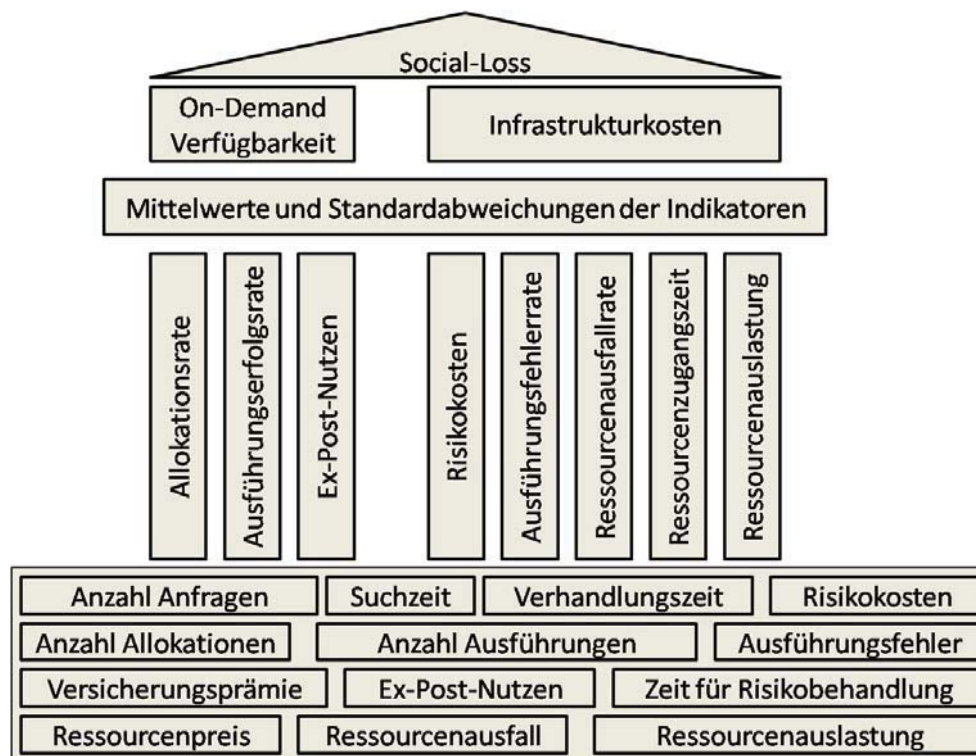 Social-Loss
On-Demand
Verfügbarkeit
Infrastrukturkosten
Mittelwerte und Standardabweichungen der Indikatoren
Allokationsrate
Ausführungserfolgsrate
Ex-Post-Nutzen
Risikokosten
Ausführungsfehlerrate
Ressourcenausfallrate
Ressourcenzugangszeit
Ressourcenauslastung
Anzahl Anfragen
Suchzeit
Verhandlungszeit
Risikokosten
Anzahl Allokationen
Anzahl Ausführungen
Ausführungsfehler
Versicherungsprämie
Ex-Post-Nutzen
Zeit für Risikobehandlung
Ressourcenpreis
Ressourcenausfall
Ressourcenauslastung